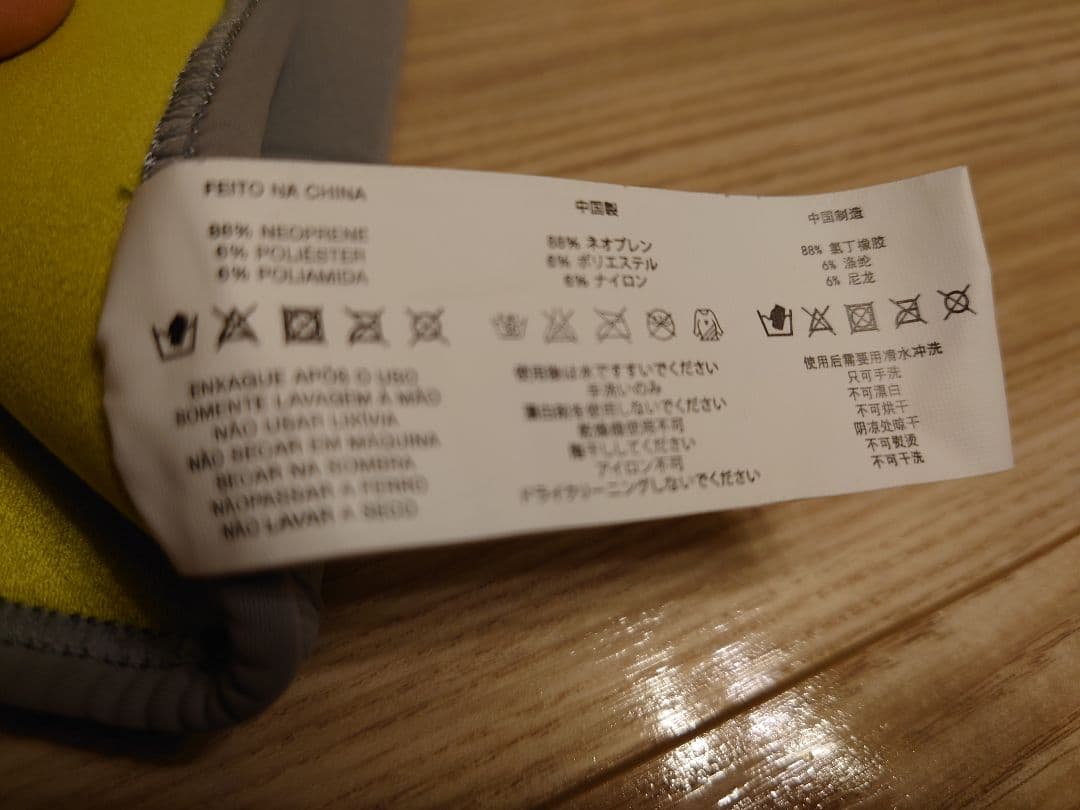 FEITO NA CHINA
88% NEOPRENE
6% POLIÉSTER
6% POLIAMIDA
ENXAGUE APÓS O USO
SOMENTE LAVAGEM A MÃO
NÃO USAR LIXÍVIA
NÃO SECAR EM MÁQUINA
SECAR NA SOMBRA
NÃOPASSAR A FERRO
NÃO LAVAR A SECO
中国製
88% ネオプレン
6% ポリエステル
6% ナイロン
使用後は水ですすいでください
手洗いのみ
漂白剤を使用しないでください
乾燥機使用不可
陰干ししてください
アイロン不可
ドライクリーニングしないでください
中国制造
88% 氯丁橡胶
6% 涤纶
6% 尼龙
使用后需要用清水冲洗
只可手洗
不可漂白
不可烘干
阴凉处晾干
不可熨烫
不可干洗